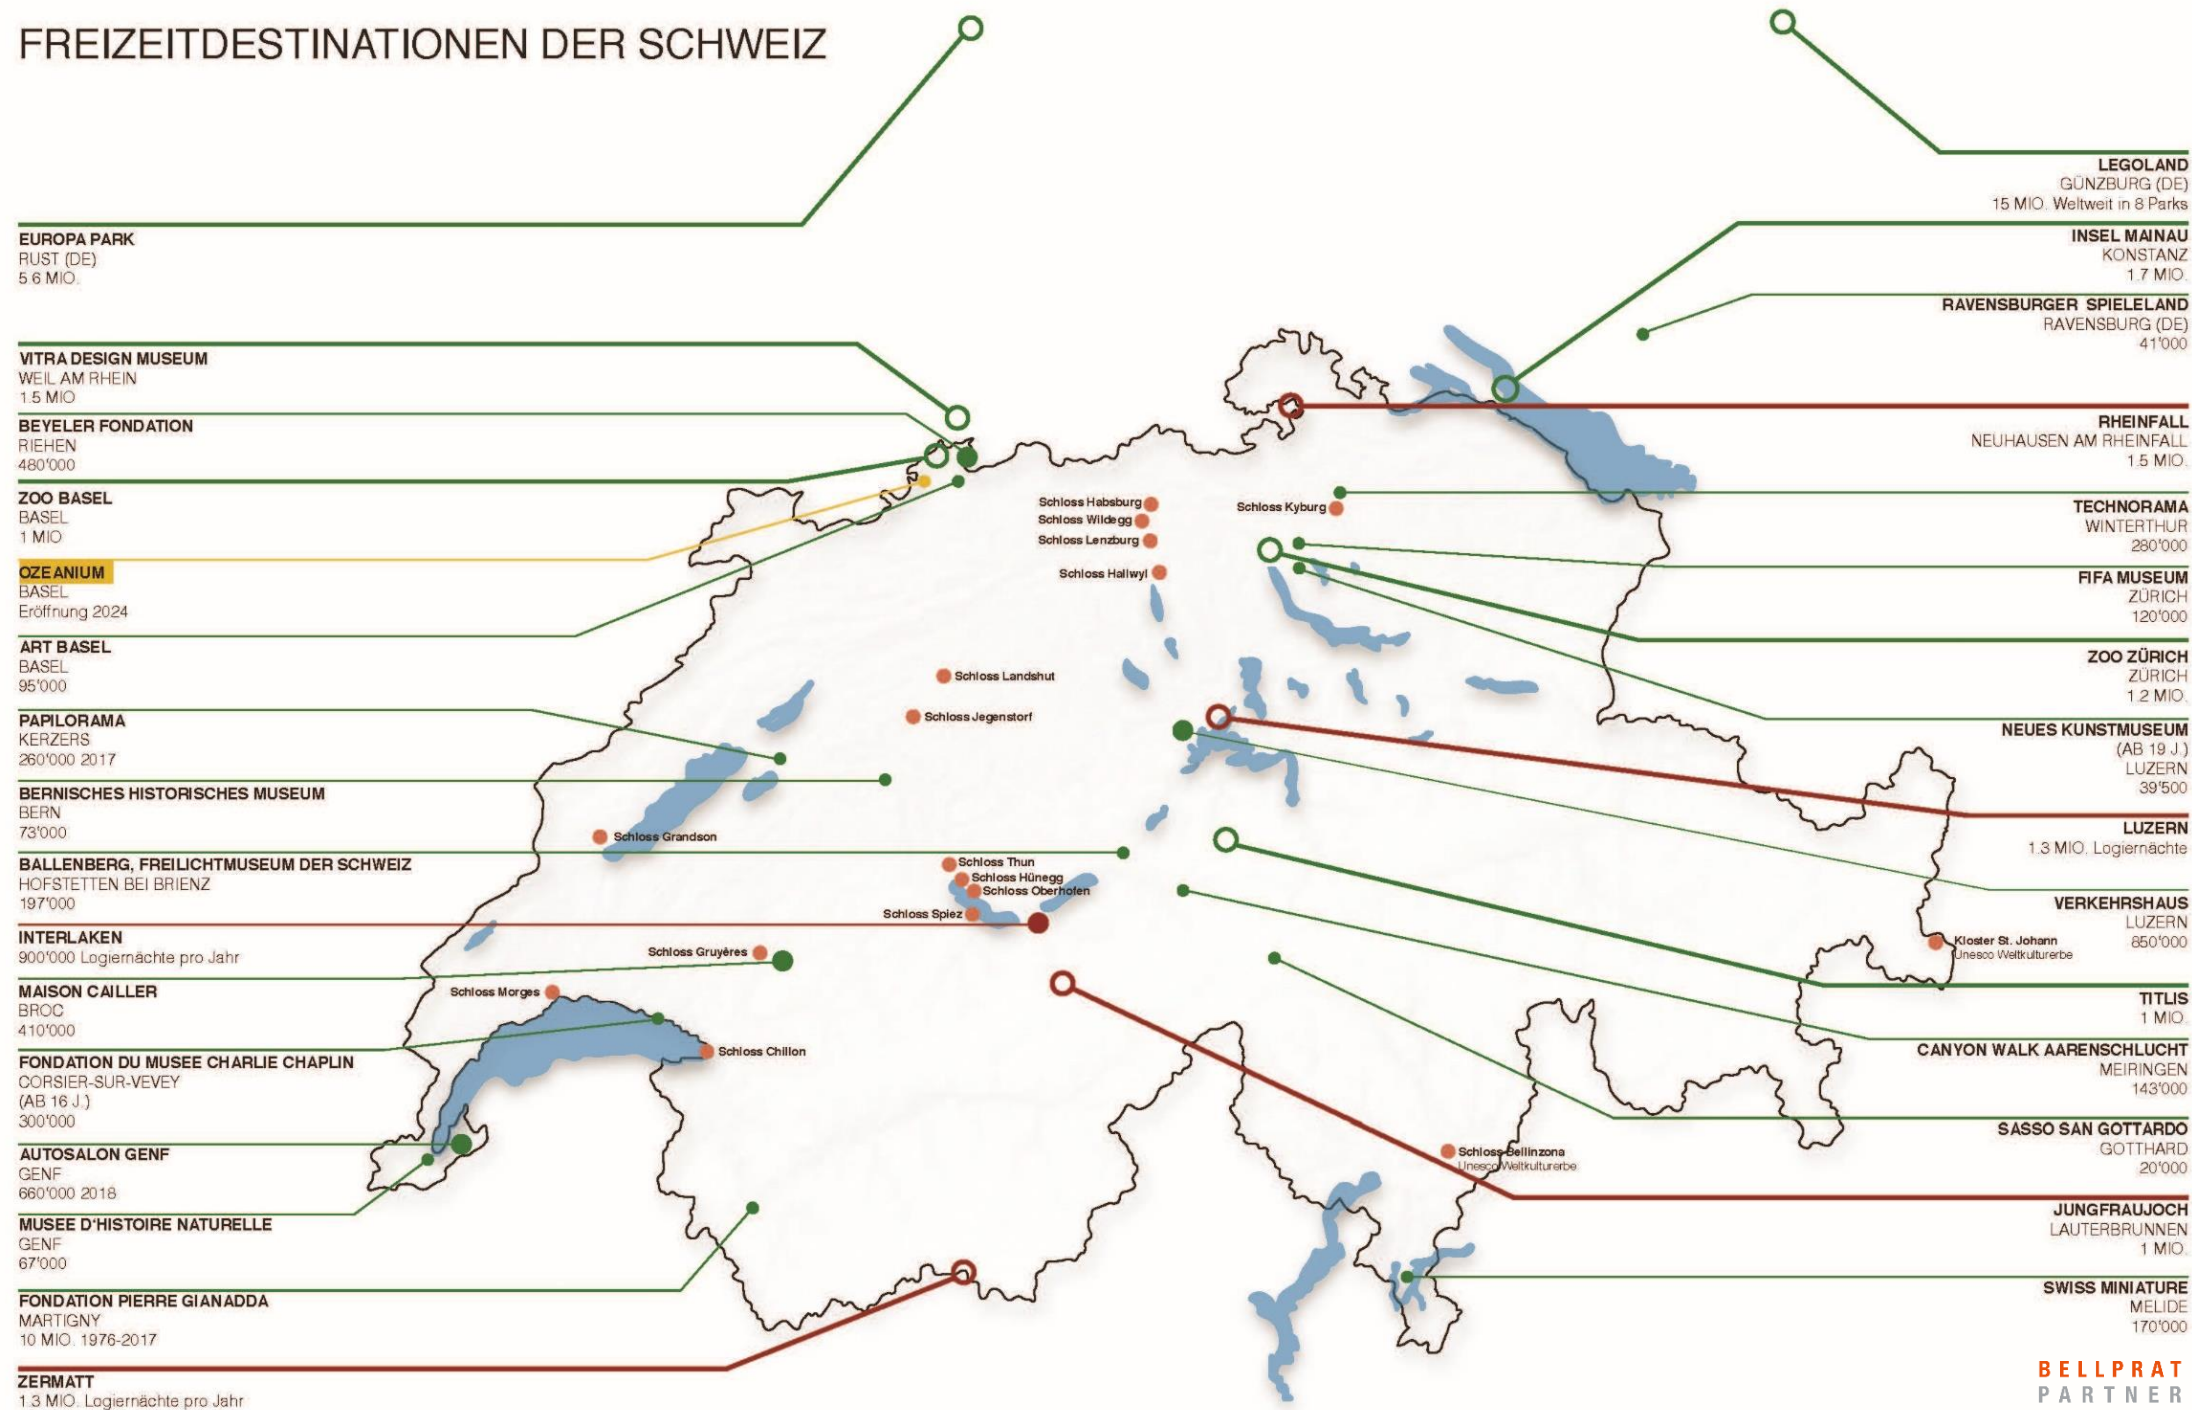 FREIZEITDESTINATIONEN DER SCHWEIZ
EUROPA PARK
RUST (DE)
5.6 MIO.
VITRA DESIGN MUSEUM
WEIL AM RHEIN
1.5 MIO
BEYELER FONDATION
RIEHEN
480'000
ZOO BASEL
BASEL
1 MIO
OZEANIUM
BASEL
Eröffnung 2024
ART BASEL
BASEL
95'000
PAPILORAMA
KERZERS
260'000 2017
BERNISCHES HISTORISCHES MUSEUM
BERN
73'000
BALLENBERG, FREILICHTMUSEUM DER SCHWEIZ
HOFSTETTEN BEI BRIENZ
197'000
INTERLAKEN
900'000 Logiernächte pro Jahr
MAISON CAILLER
BROC
410'000
FONDATION DU MUSEE CHARLIE CHAPLIN
CORSIER-SUR-VEVEY
(AB 16 J.)
300'000
AUTOSALON GENF
GENF
660'000 2018
MUSEE D'HISTOIRE NATURELLE
GENF
67'000
FONDATION PIERRE GIANADDA
MARTIGNY
10 MIO. 1976-2017
ZERMATT
1.3 MIO. Logiernächte pro Jahr
Schloss Habsburg
Schloss Wildegg
Schloss Lenzburg
Schloss Hallwyl
Schloss Kyburg
Schloss Landshut
Schloss Jegenstorf
Schloss Grandson
Schloss Thun
Schloss Hünegg
Schloss Oberhofen
Schloss Spiez
Schloss Gruyères
Schloss Morges
Schloss Chillon
Kloster St. Johann
Unesco Weltkulturerbe
Schloss Bellinzona
Unesco Weltkulturerbe
LEGOLAND
GÜNZBURG (DE)
15 MIO. Weltweit in 8 Parks
INSEL MAINAU
KONSTANZ
1.7 MIO.
RAVENSBURGER SPIELELAND
RAVENSBURG (DE)
41'000
RHEINFALL
NEUHAUSEN AM RHEINFALL
1.5 MIO.
TECHNORAMA
WINTERTHUR
280'000
FIFA MUSEUM
ZÜRICH
120'000
ZOO ZÜRICH
ZÜRICH
1.2 MIO.
NEUES KUNSTMUSEUM
(AB 19 J.)
LUZERN
39'500
LUZERN
1.3 MIO. Logiernächte
VERKEHRSHAUS
LUZERN
850'000
TITLIS
1 MIO.
CANYON WALK AARENSCHLUCHT
MEIRINGEN
143'000
SASSO SAN GOTTARDO
GOTTHARD
20'000
JUNGFRAUJOCH
LAUTERBRUNNEN
1 MIO.
SWISS MINIATURE
MELIDE
170'000
BELLPRAT
PARTNER